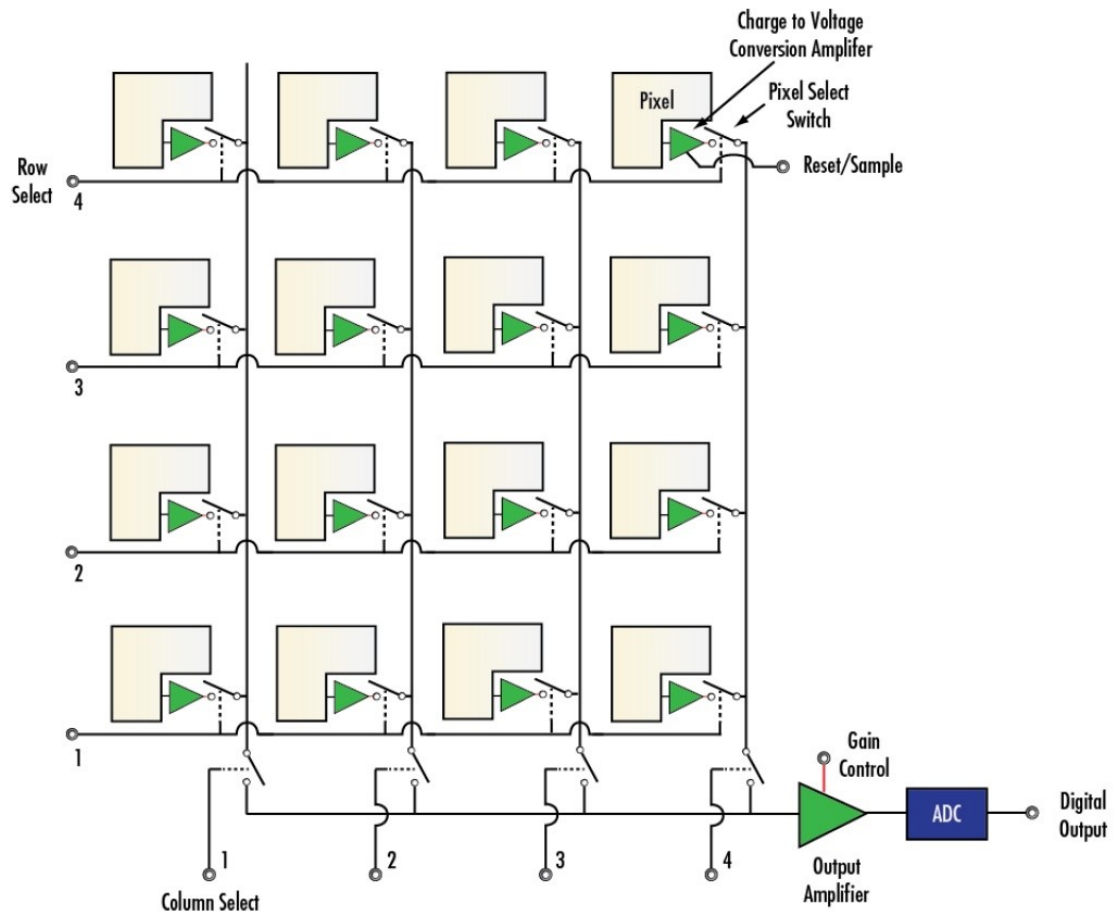 Charge to Voltage
Conversion Amplifer
Pixel
Pixel Select
Switch
Row
Select
4
Reset/Sample
3
2
1
Gain
Control
ADC
Digital
Output
1
2
3
4
Output
Amplifier
Column Select